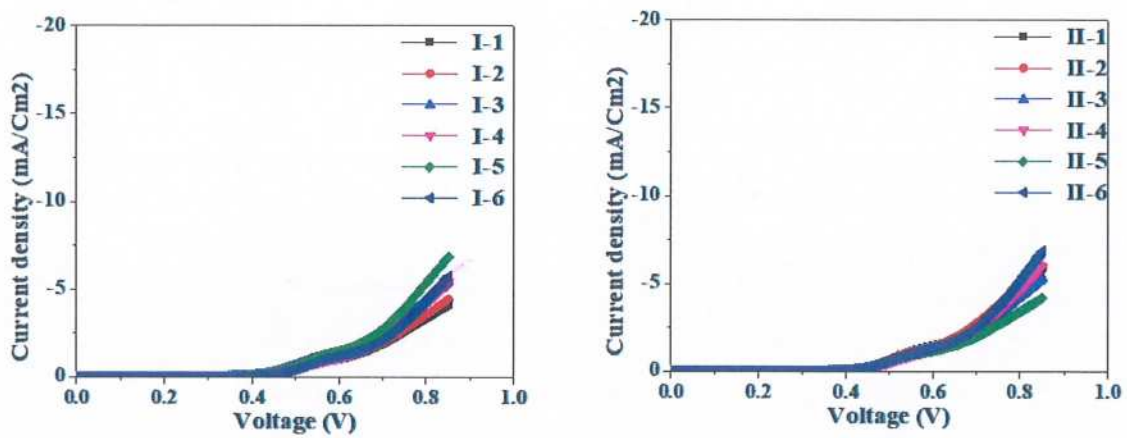 -20
-15
-10
-5
0
Current density (mA/Cm2)
0.0 0.2 0.4 0.6 0.8 1.0
Voltage (V)
I-1
I-2
I-3
I-4
I-5
I-6
-20
-15
-10
-5
0
Current density (mA/Cm2)
0.0 0.2 0.4 0.6 0.8 1.0
Voltage (V)
II-1
II-2
II-3
II-4
II-5
II-6